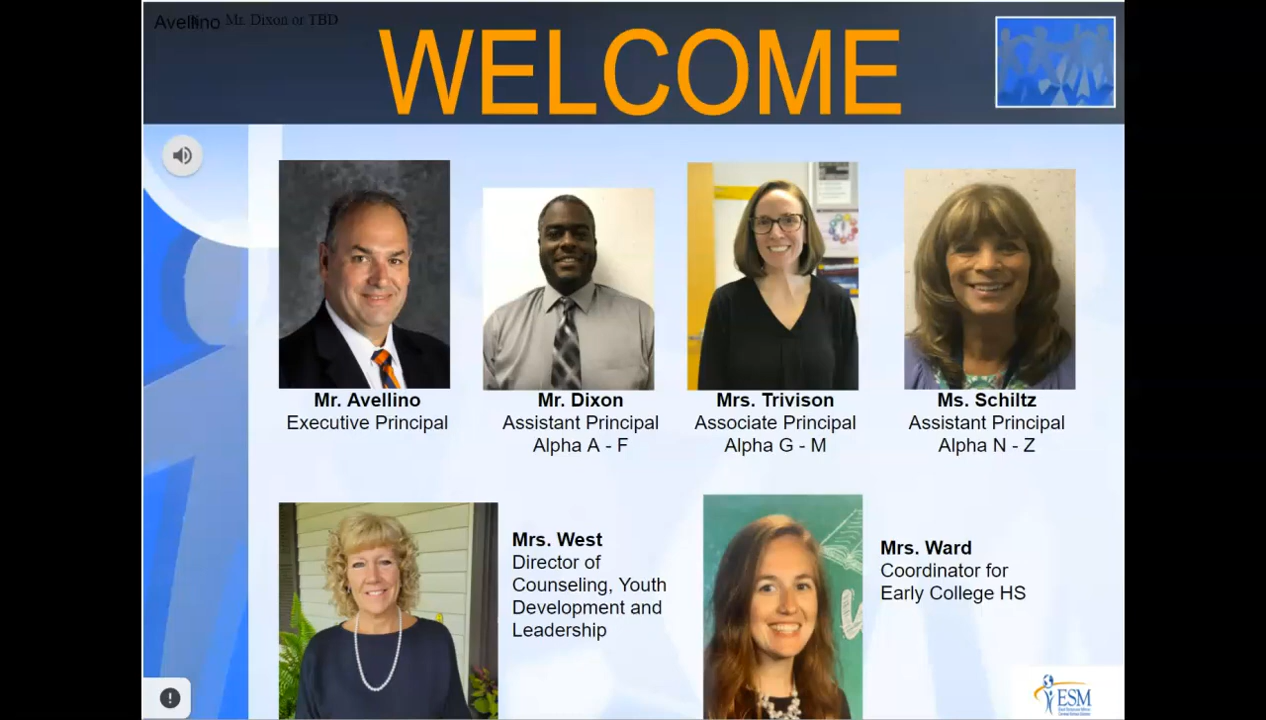 Avellino Mr. Dixon or TBD
WELCOME
Mr. Avellino
Executive Principal
Mr. Dixon
Assistant Principal
Alpha A - F
Mrs. Trivison
Associate Principal
Alpha G - M
Ms. Schiltz
Assistant Principal
Alpha N - Z
Mrs. West
Director of
Counseling, Youth
Development and
Leadership
Mrs. Ward
Coordinator for
Early College HS
ESM